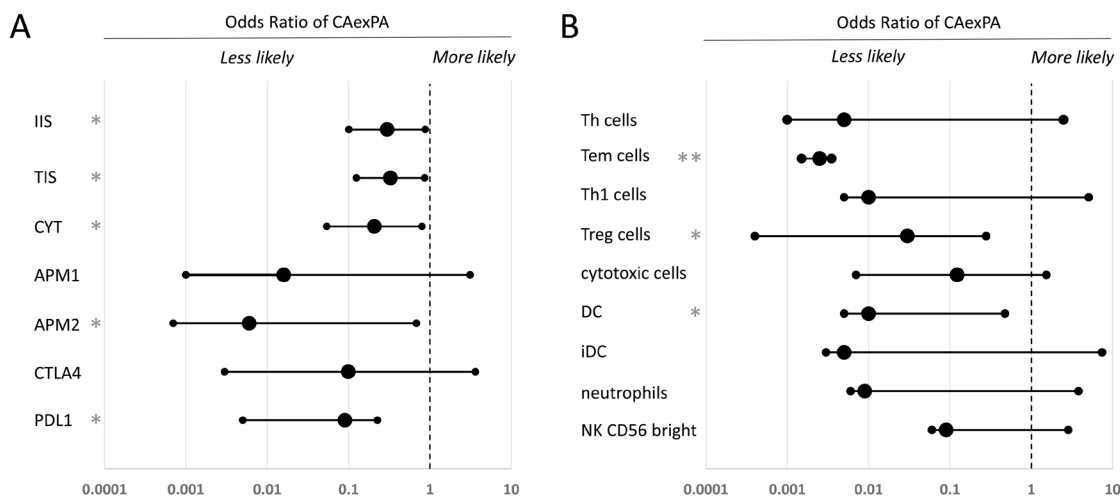 A
Odds Ratio of CAexPA
Less likely More likely
IIS *
TIS *
CYT *
APM1
APM2 *
CTLA4
PDL1 *
0.0001 0.001 0.01 0.1 1 10
B
Odds Ratio of CAexPA
Less likely More likely
Th cells
Tem cells **
Th1 cells
Treg cells *
cytotoxic cells
DC *
iDC
neutrophils
NK CD56 bright
0.0001 0.001 0.01 0.1 1 10